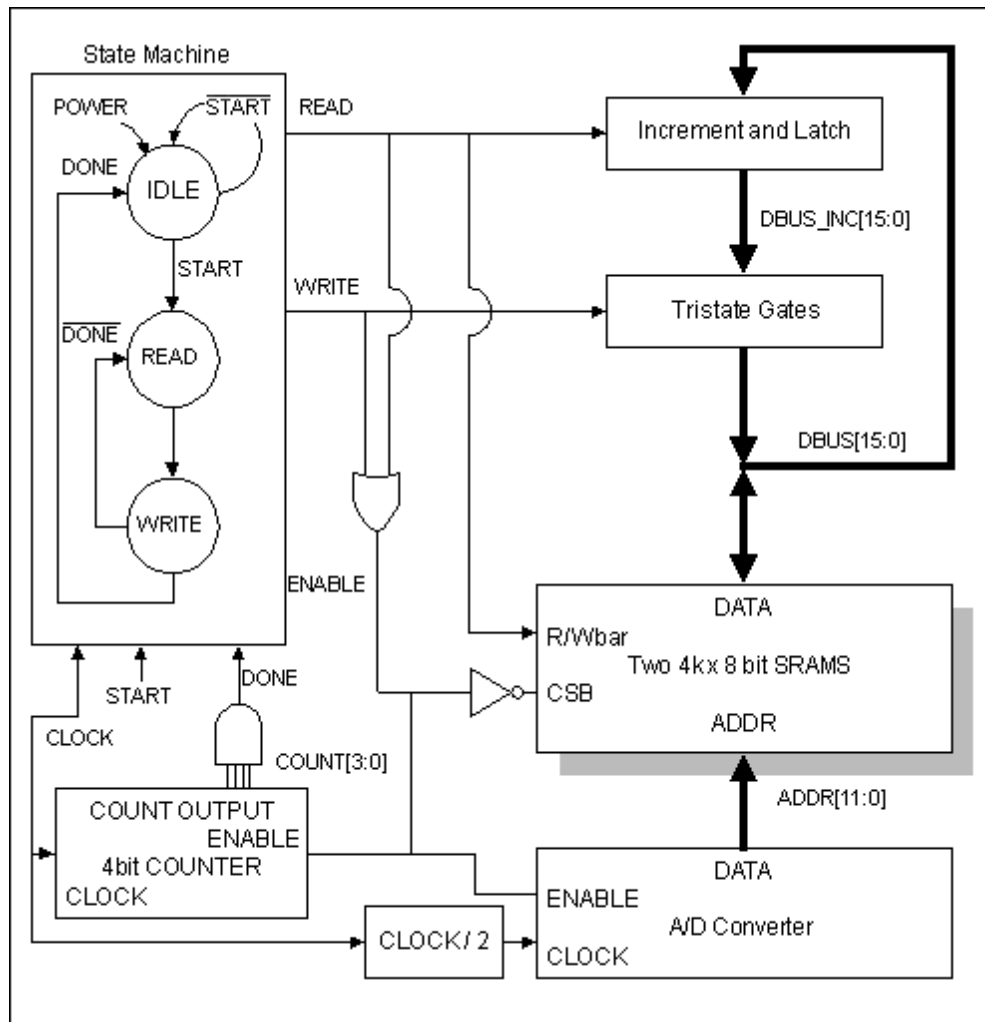 State Machine
POWER
START
READ
Increment and Latch
DONE
IDLE
DBUS_INC[15:0]
START
WRITE
Tristate Gates
DONE
READ
DBUS[15:0]
WRITE
ENABLE
DATA
R/Wbar
Two 4kx 8 bit SRAMS
CSB
ADDR
DONE
START
CLOCK
COUNT[3:0]
ADDR[11:0]
COUNT OUTPUT
ENABLE
4bit COUNTER
CLOCK
DATA
ENABLE
A/D Converter
CLOCK / 2
CLOCK